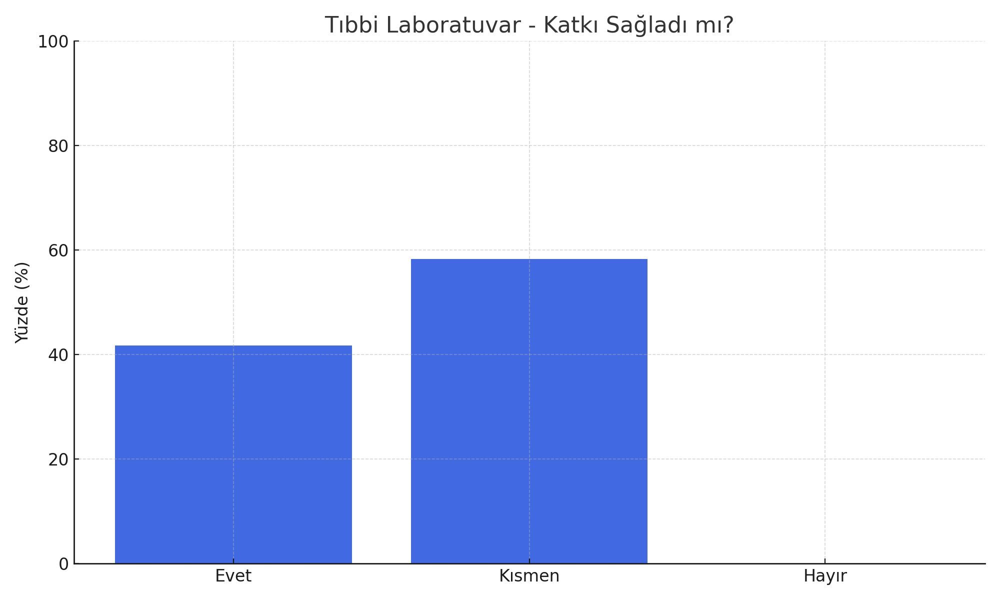 Tıbbi Laboratuvar - Katkı Sağladı mı?
Yüzde (%)
100
80
60
40
20
0
Evet
Kısmen
Hayır